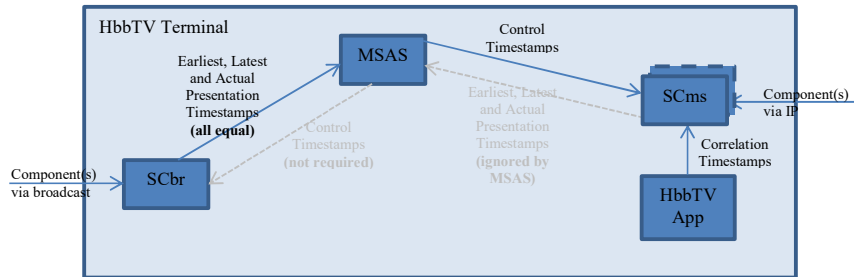 HbbTV Terminal
MSAS
Control
Timestamps
Earliest, Latest
and Actual
Presentation
Timestamps
(all equal)
Control
Timestamps
(not required)
Earliest, Latest
and Actual
Presentation
Timestamps
(ignored by
MSAS)
SCms
Component(s)
via IP
Correlation
Timestamps
Component(s)
via broadcast
SCbr
HbbTV
App